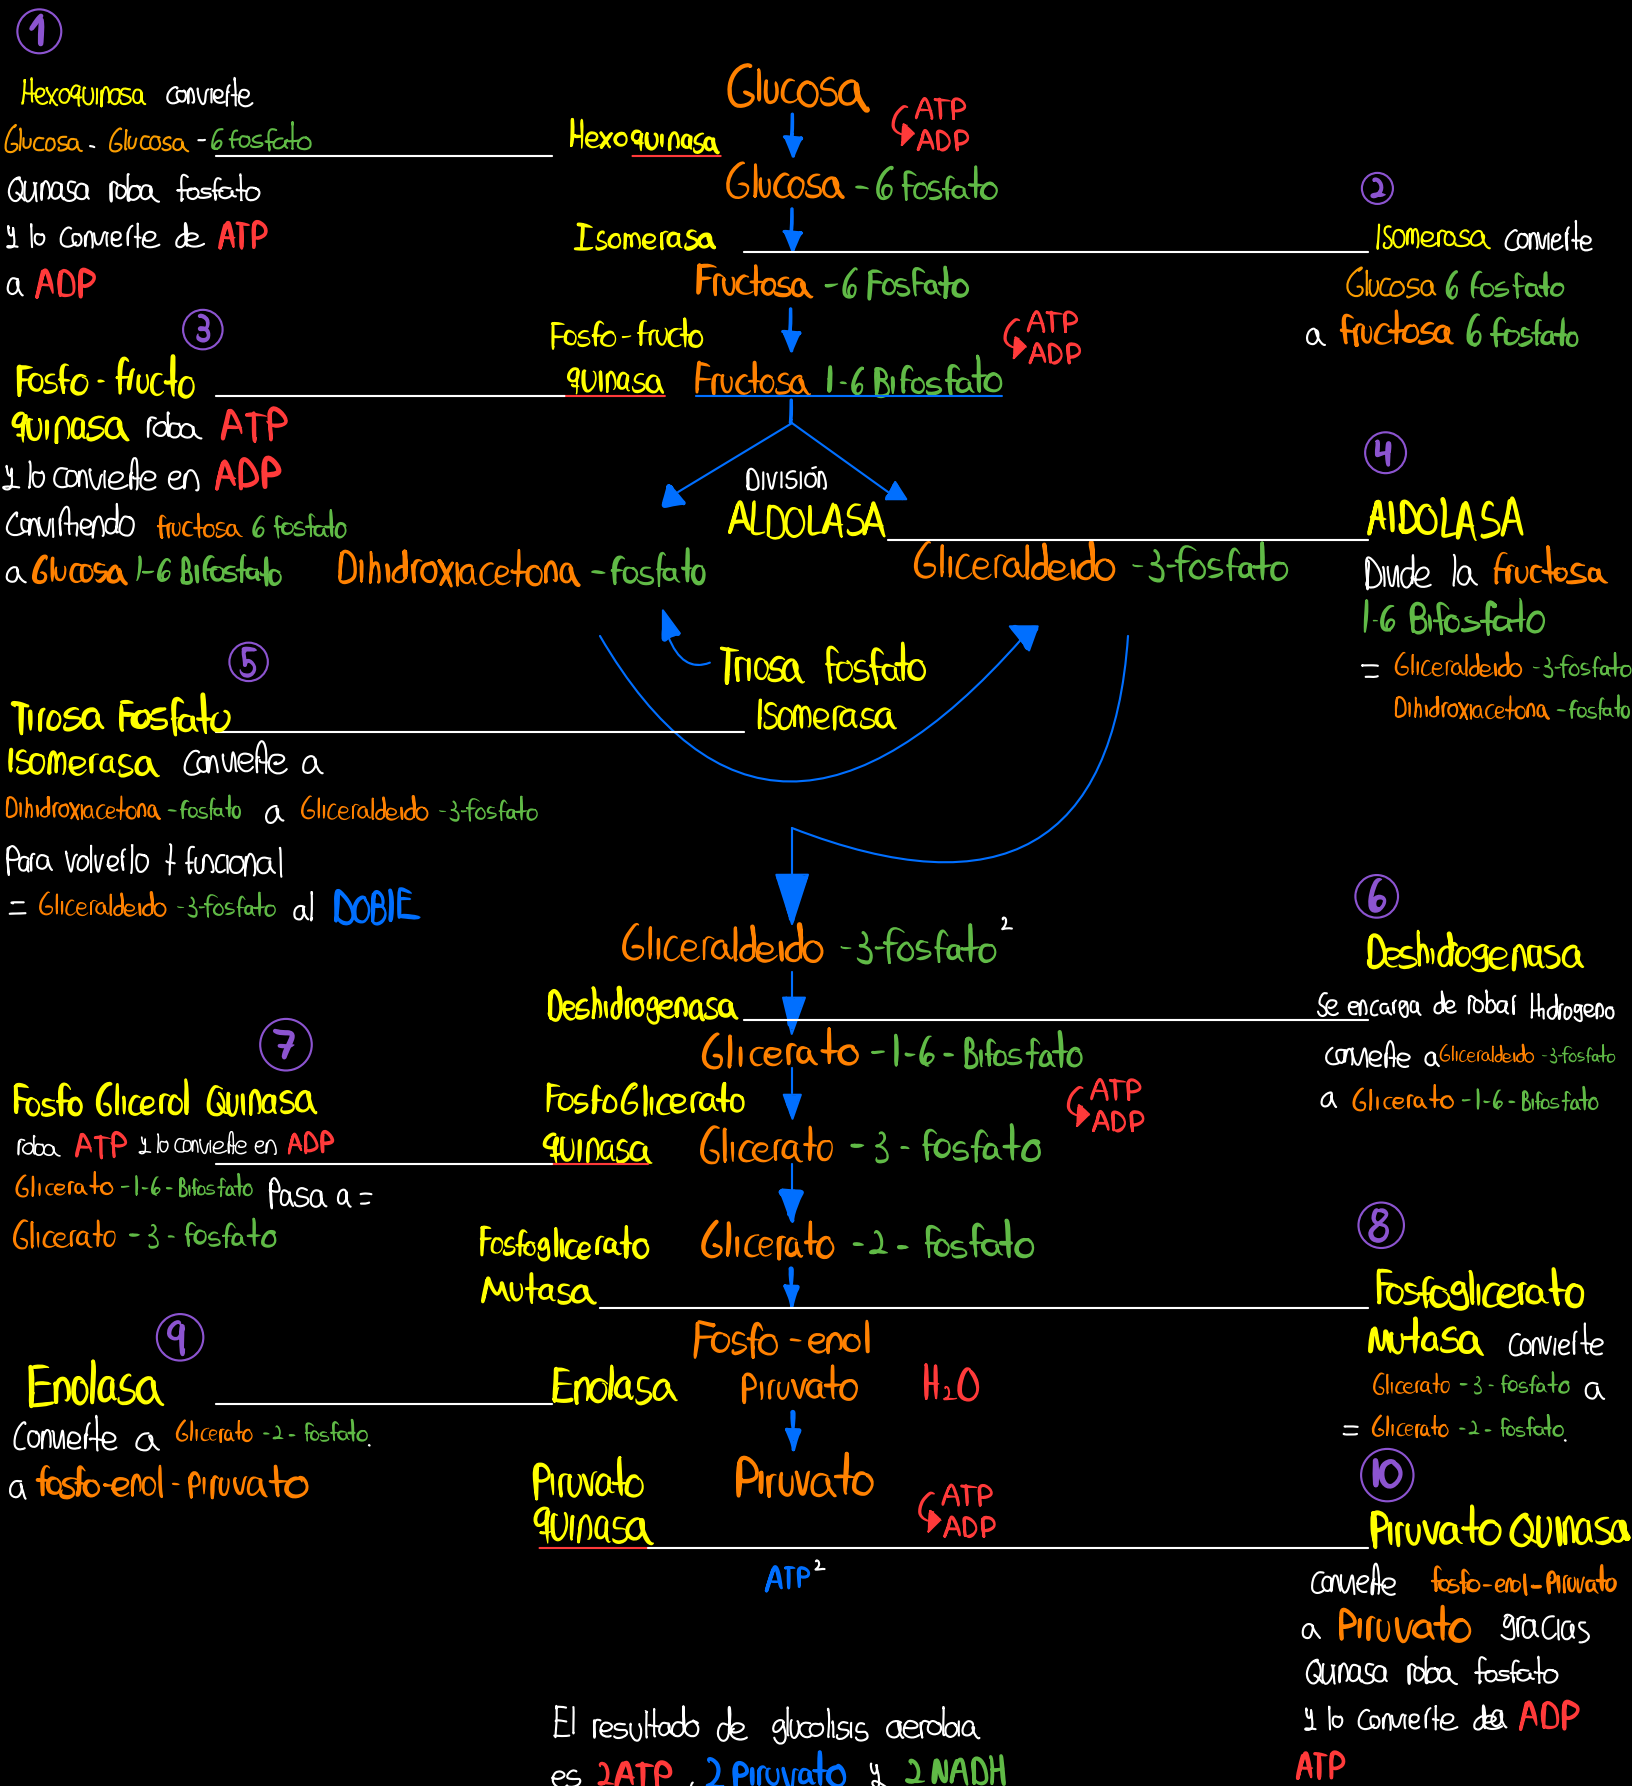 1
Hexoquinasa convierte
Glucosa - Glucosa - 6 fosfato
Quinasa roba fosfato
y lo convierte de ATP
a ADP
Glucosa
ATP
ADP
Hexoquinasa
Glucosa - 6 fosfato
Isomerasa
Fructosa - 6 Fosfato
2
Isomerasa convierte
Glucosa 6 fosfato
a fructosa 6 fosfato
3
Fosfo - fructo
quinasa roba ATP
y lo convierte en ADP
Convirtiendo fructosa 6 fosfato
a Glucosa 1-6 Bifosfato
Fosfo - fructo
quinasa
Fructosa 1-6 Bifosfato
ATP
ADP
DIVISIÓN
ALDOLASA
Dihidroxiacetona - fosfato
Gliceraldeido - 3-fosfato
4
AlDOLASA
Divide la fructosa
1-6 Bifosfato
= Gliceraldeido - 3-fosfato
Dihidroxiacetona - fosfato
Triosa fosfato
Isomerasa
5
Tirosa Fosfato
Isomerasa convierte a
Dihidroxiacetona - fosfato a Gliceraldeido - 3-fosfato
Para volverlo + funcional
= Gliceraldeido - 3-fosfato al DOBlE
Gliceraldeido - 3-fosfato ²
Deshidrogenasa
Glicerato - 1-6 - Bifosfato
6
Deshidogenasa
Se encarga de robar Hidrogeno
convierte a Gliceraldeido - 3-fosfato
a Glicerato - 1-6 - Bifosfato
7
Fosfo Glicerol Quinasa
roba ATP y lo convierte en ADP
Glicerato - 1-6 - Bifosfato Pasa a =
Glicerato - 3 - fosfato
FosfoGlicerato
quinasa
Glicerato - 3 - fosfato
ATP
ADP
Fosfoglicerato
Mutasa
Glicerato - 2 - fosfato
8
Fosfoglicerato
Mutasa convierte
Glicerato - 3 - fosfato a
= Glicerato - 2 - fosfato.
9
Enolasa
Convierte a Glicerato - 2 - fosfato.
a fosfo-enol - Piruvato
Fosfo - enol
Piruvato
H₂O
Enolasa
Piruvato
Piruvato
quinasa
ATP
ADP
ATP ²
10
Piruvato Quinasa
convierte fosfo-enol-Piruvato
a Piruvato gracias
Quinasa roba fosfato
y lo convierte de ADP
ATP
El resultado de glucolisis aerobia
es 2ATP, 2 Piruvato y 2 NADH